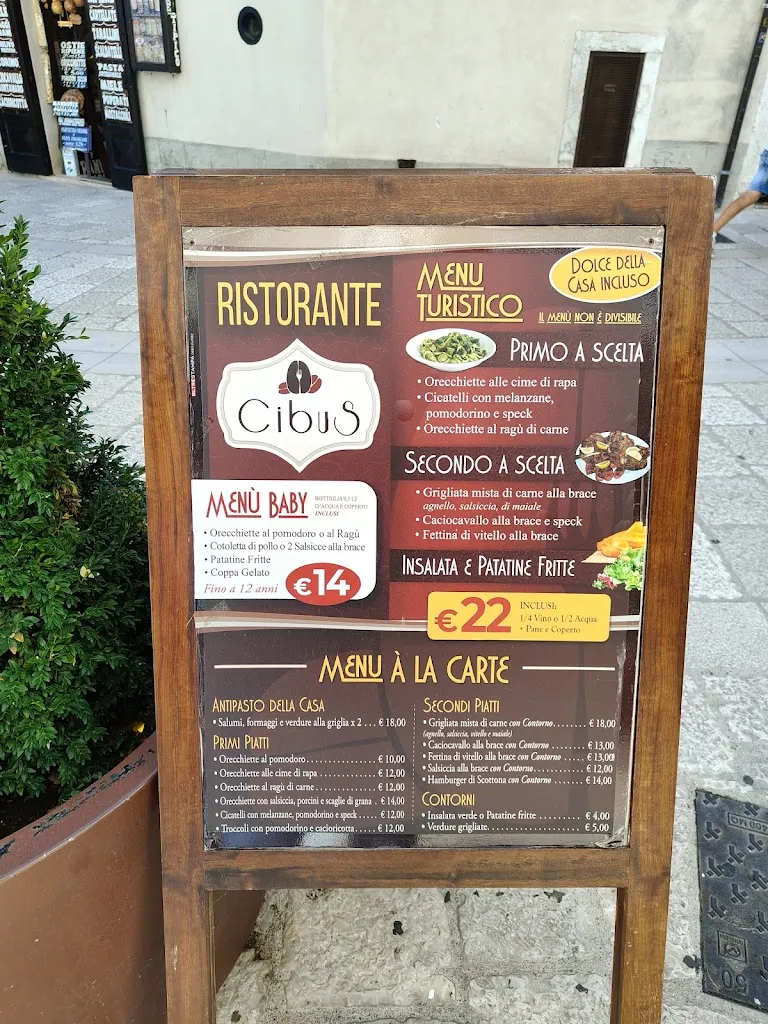 OSTIE
RIPIENE
PASTA
RISTORANTE
CibuS
MENÙ BABY
BOTTIGLIA 0,5 LT
D'ACQUA E COPERTO
INCLUSI
• Orecchiette al pomodoro o al Ragù
• Cotoletta di pollo o 2 Salsicce alla brace
• Patatine Fritte
• Coppa Gelato
Fino a 12 anni
€14
MENU
TURISTICO
DOLCE DELLA
CASA INCLUSO
IL MENÙ NON È DIVISIBILE
PRIMO A SCELTA
• Orecchiette alle cime di rapa
• Cicatelli con melanzane,
pomodorino e speck
• Orecchiette al ragù di carne
SECONDO A SCELTA
• Grigliata mista di carne alla brace
agnello, salsiccia, di maiale
• Caciocavallo alla brace e speck
• Fettina di vitello alla brace
INSALATA E PATATINE FRITTE
€22
INCLUSI:
1/4 Vino o 1/2 Acqua
• Pane e Coperto
MENU À LA CARTE
ANTIPASTO DELLA CASA
• Salumi, formaggi e verdure alla griglia x 2 . . . € 18,00
PRIMI PIATTI
• Orecchiette al pomodoro . . . . . . . . . . . . . . . . . € 10,00
• Orecchiette alle cime di rapa . . . . . . . . . . . . . . € 12,00
• Orecchiette al ragù di carne . . . . . . . . . . . . . . . € 12,00
• Orecchiette con salsiccia, porcini e scaglie di grana . € 14,00
• Cicatelli con melanzane, pomodorino e speck . . . . . € 12,00
• Troccoli con pomodorino e cacioricotta . . . . . € 12,00
SECONDI PIATTI
• Grigliata mista di carne con Contorno . . . . . . . . € 18,00
(agnello, salsiccia, vitello e maiale)
• Caciocavallo alla brace con Contorno . . . . . . . . € 13,00
• Fettina di vitello alla brace con Contorno . . . . . € 13,00
• Salsiccia alla brace con Contorno . . . . . . . . . . . . € 12,00
• Hamburger di Scottona con Contorno . . . . . . . . € 14,00
CONTORNI
• Insalata verde o Patatine fritte . . . . . . . . . . . . € 4,00
• Verdure grigliate . . . . . . . . . . . . . . . . . . . . . . . € 5,00